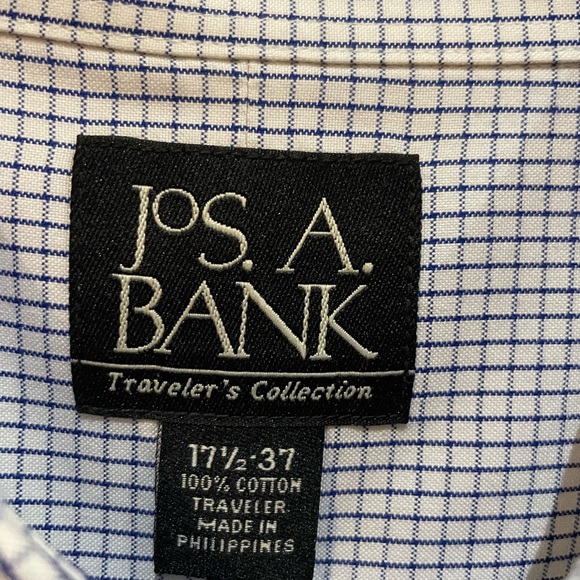 JOS. A.
BANK
Traveler's Collection
17½·37
100% COTTON
TRAVELER
MADE IN
PHILIPPINES